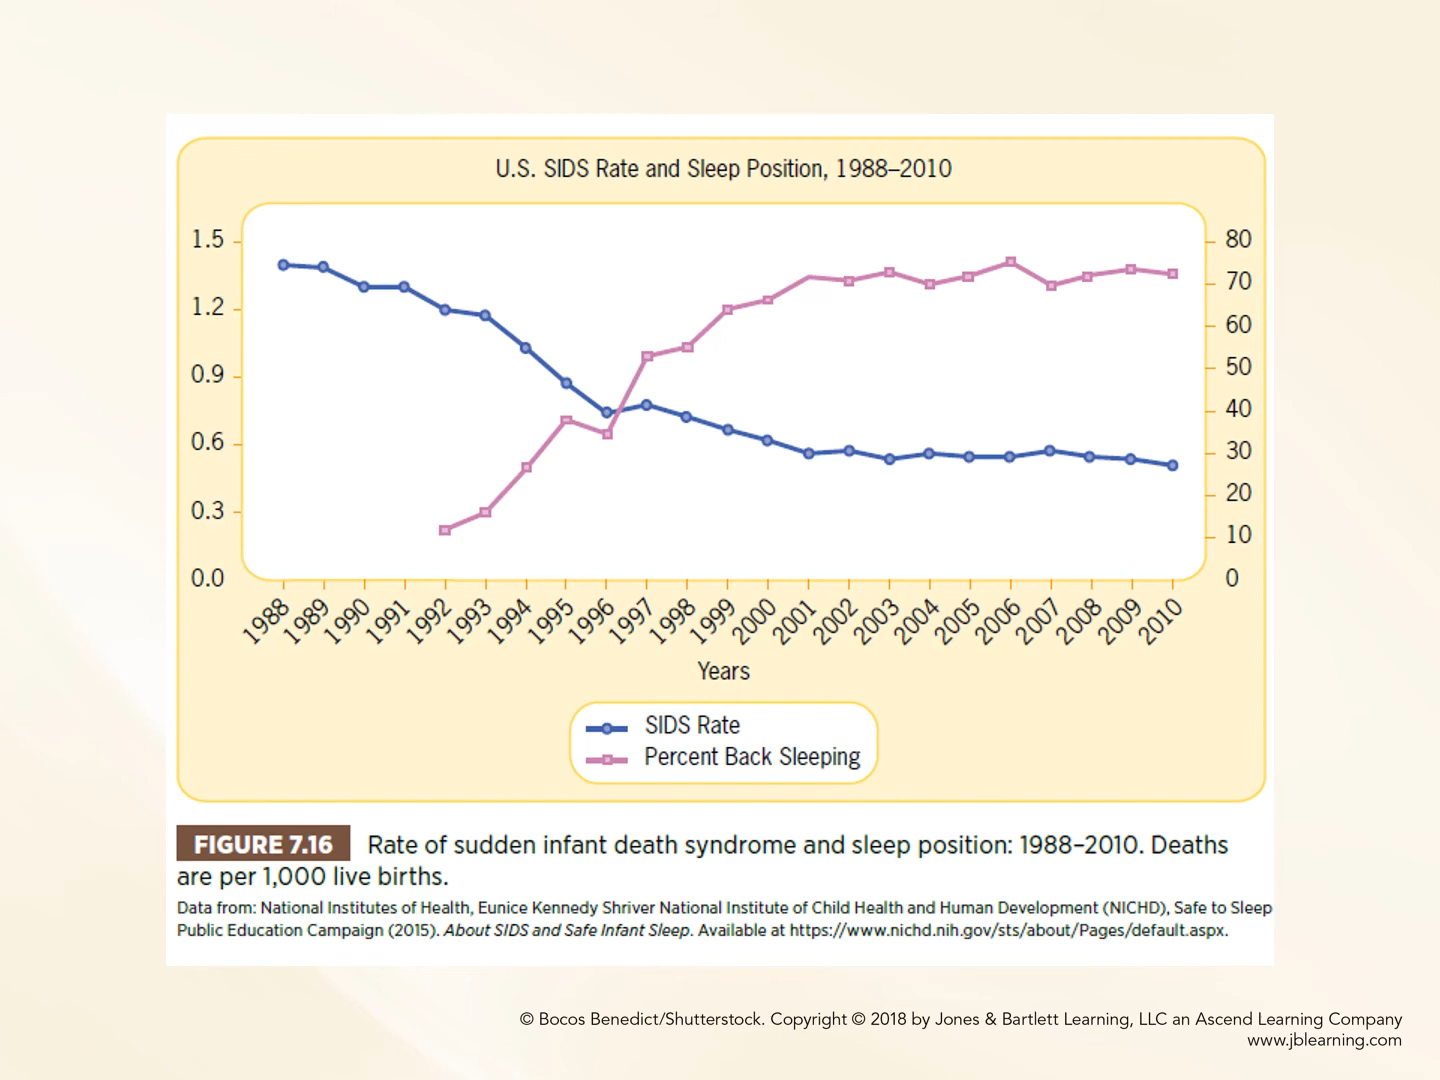 U.S. SIDS Rate and Sleep Position, 1988–2010
1.5
1.2
0.9
0.6
0.3
0.0
80
70
60
50
40
30
20
10
0
1988 1989 1990 1991 1992 1993 1994 1995 1996 1997 1998 1999 2000 2001 2002 2003 2004 2005 2006 2007 2008 2009 2010
Years
SIDS Rate
Percent Back Sleeping
FIGURE 7.16 Rate of sudden infant death syndrome and sleep position: 1988–2010. Deaths
are per 1,000 live births.
Data from: National Institutes of Health, Eunice Kennedy Shriver National Institute of Child Health and Human Development (NICHD), Safe to Sleep
Public Education Campaign (2015). About SIDS and Safe Infant Sleep. Available at https://www.nichd.nih.gov/sts/about/Pages/default.aspx.
© Bocos Benedict/Shutterstock. Copyright © 2018 by Jones & Bartlett Learning, LLC an Ascend Learning Company
www.jblearning.com